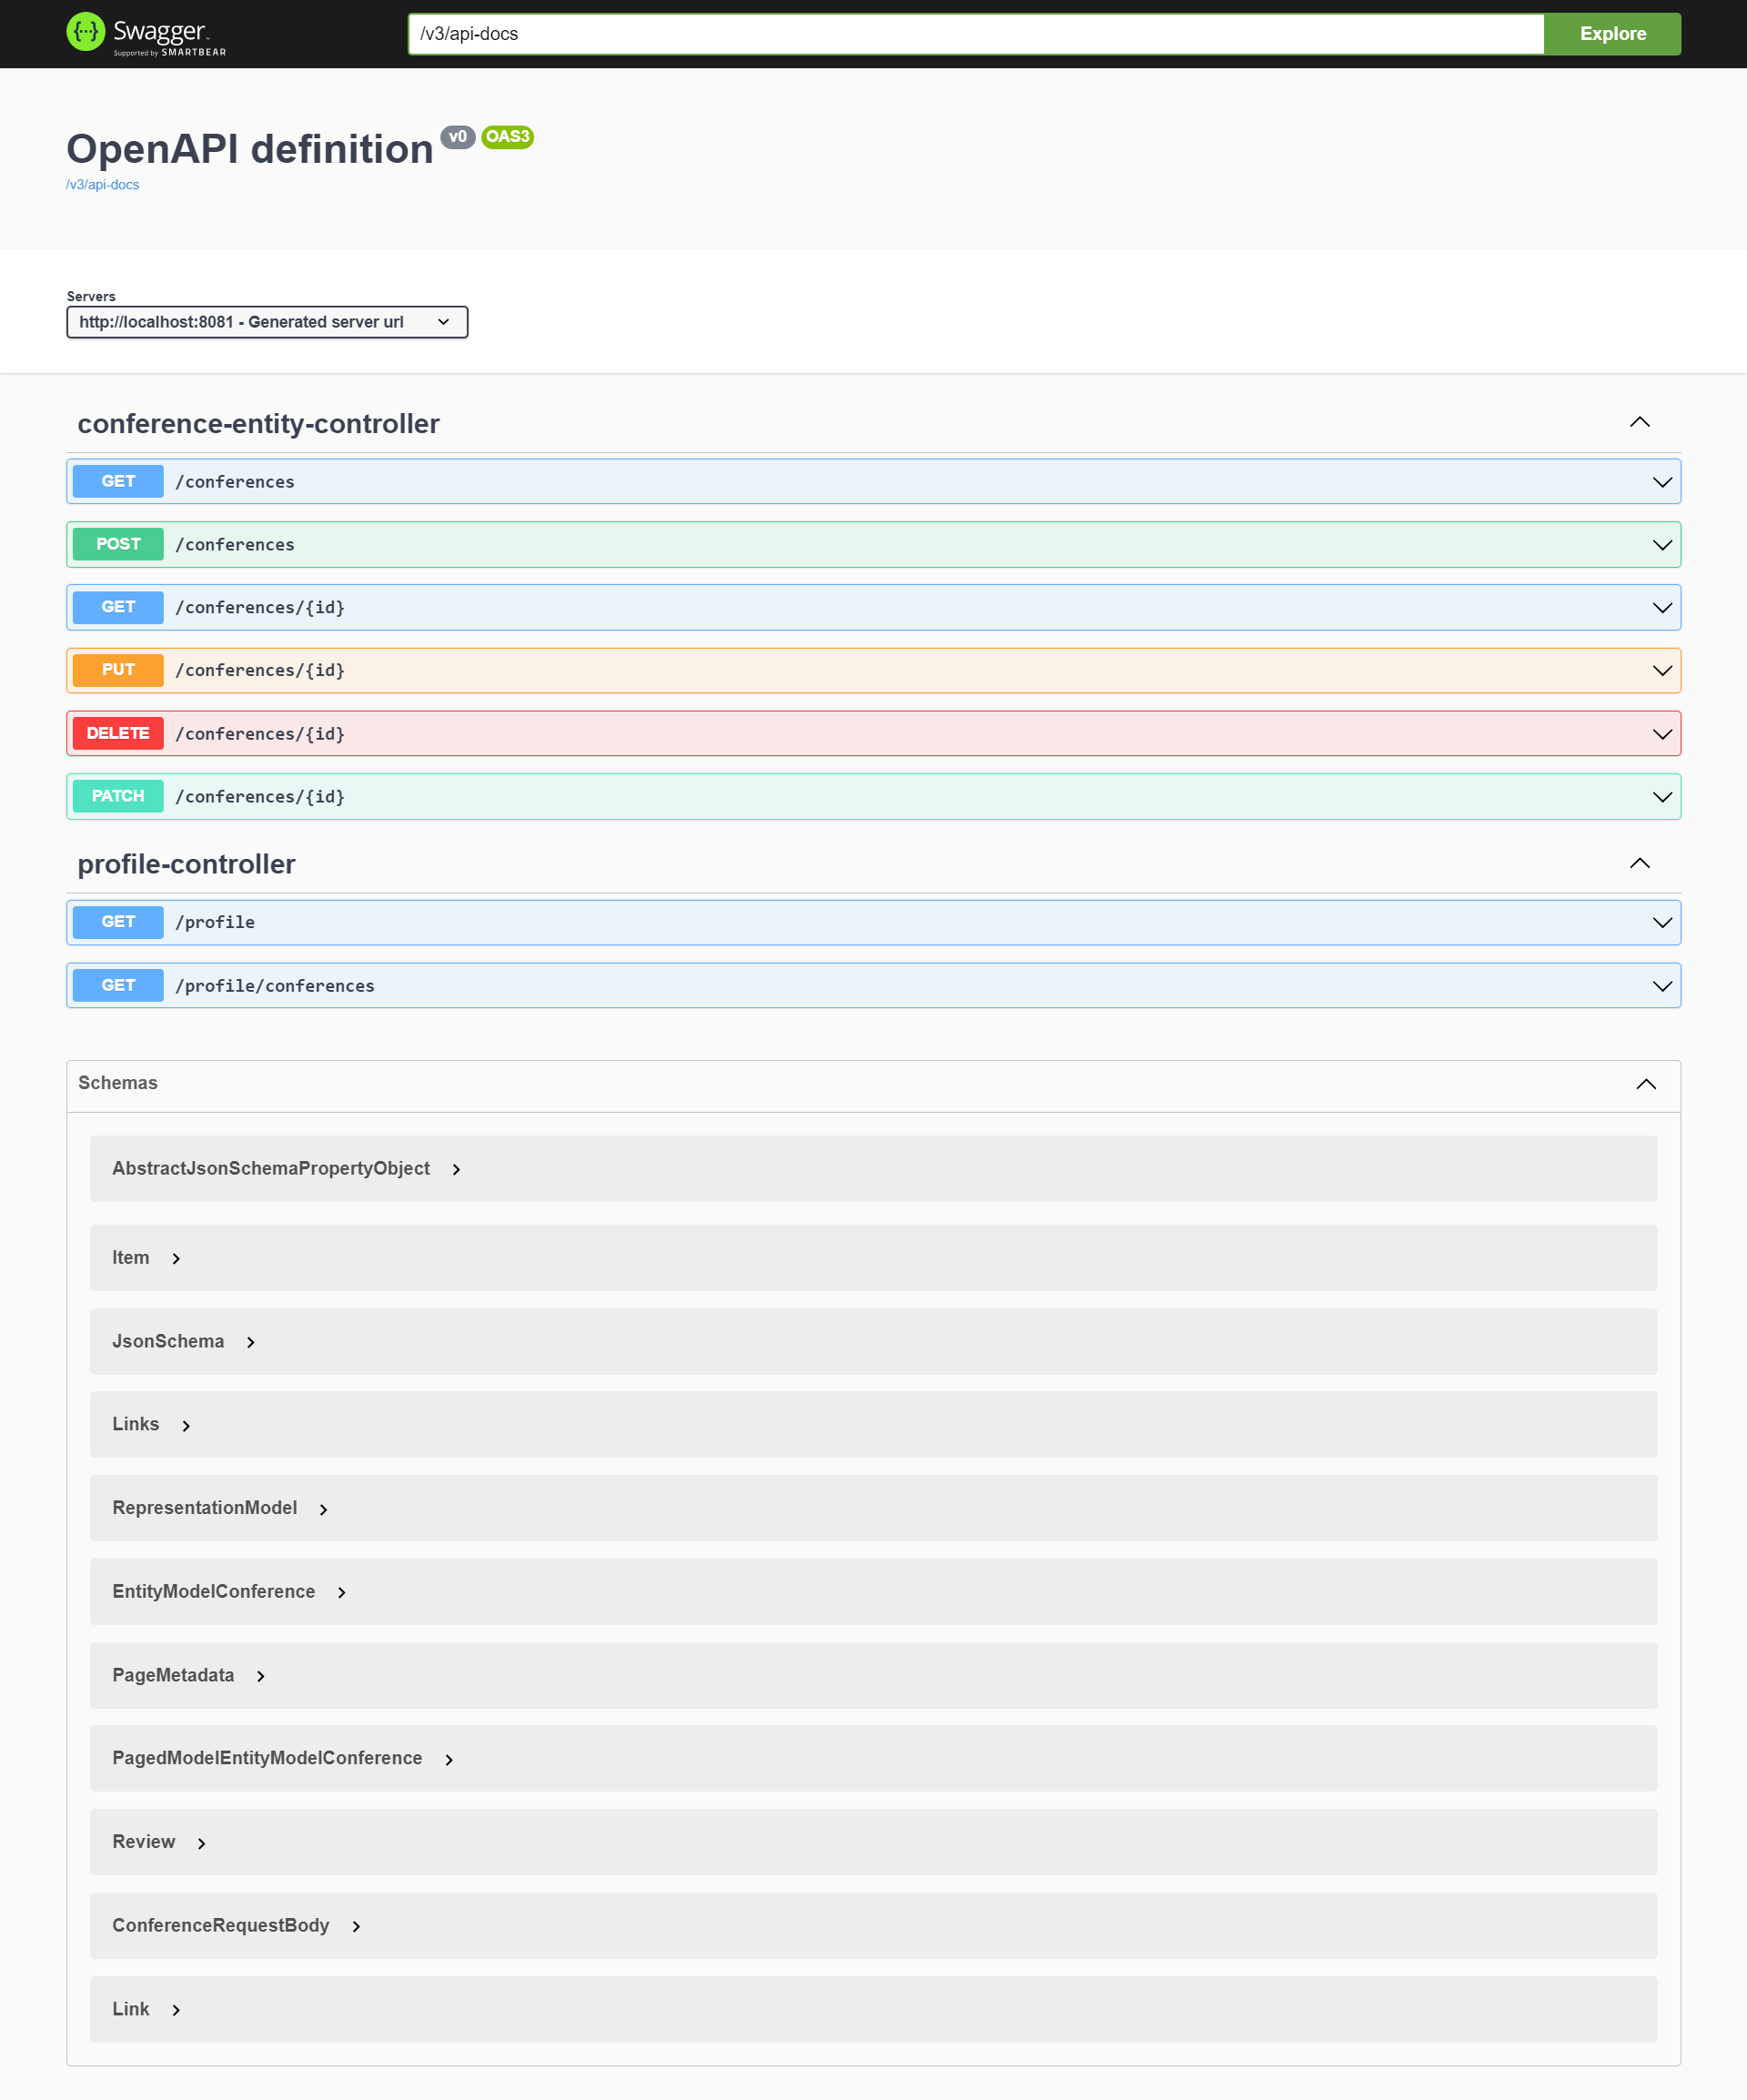 Swagger
Supported by SMARTBEAR
/v3/api-docs
Explore
OpenAPI definition v0 OAS3
/v3/api-docs
Servers
http://localhost:8081 - Generated server url
conference-entity-controller
GET /conferences
POST /conferences
GET /conferences/{id}
PUT /conferences/{id}
DELETE /conferences/{id}
PATCH /conferences/{id}
profile-controller
GET /profile
GET /profile/conferences
Schemas
AbstractJsonSchemaPropertyObject
Item
JsonSchema
Links
RepresentationModel
EntityModelConference
PageMetadata
PagedModelEntityModelConference
Review
ConferenceRequestBody
Link